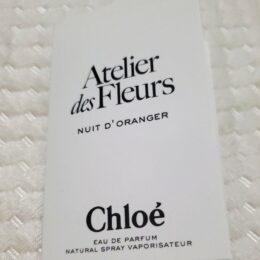 Atelier
des Fleurs
NUIT D'ORANGER
Chloé
EAU DE PARFUM
NATURAL SPRAY VAPORISATEUR